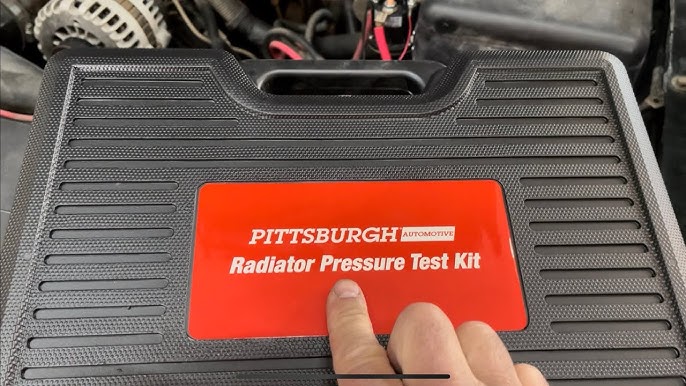 PITTSBURGH AUTOMOTIVE
Radiator Pressure Test Kit